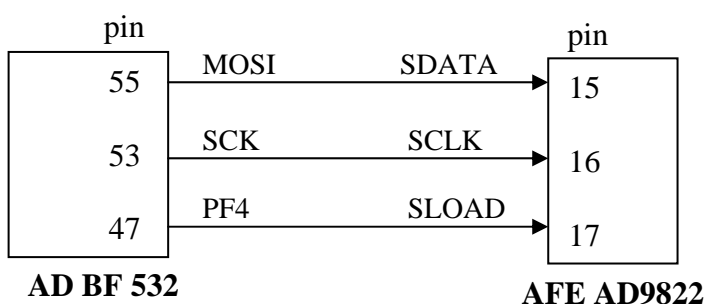 pin pin
55 MOSI SDATA 15
53 SCK SCLK 16
47 PF4 SLOAD 17
AD BF 532 AFE AD9822